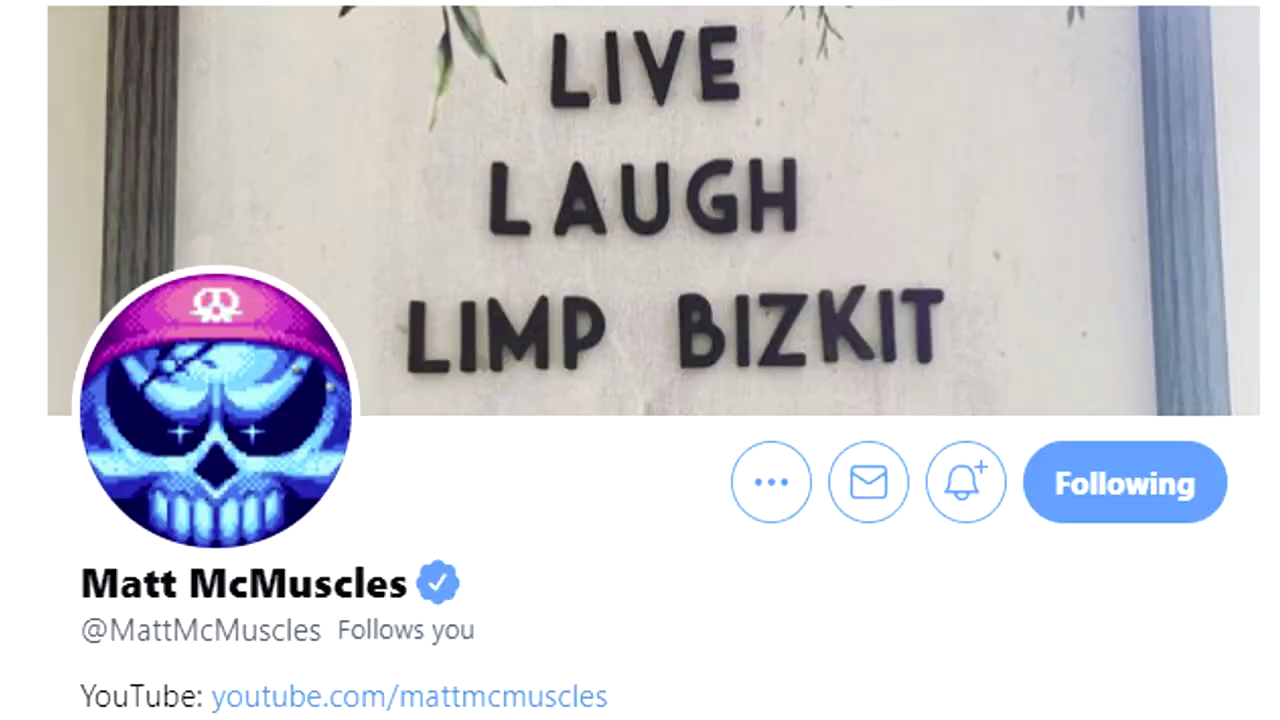 LIVE
LAUGH
LIMP BIZKIT
Following
Matt McMuscles
@MattMcMuscles Follows you
YouTube: youtube.com/mattmcmuscles